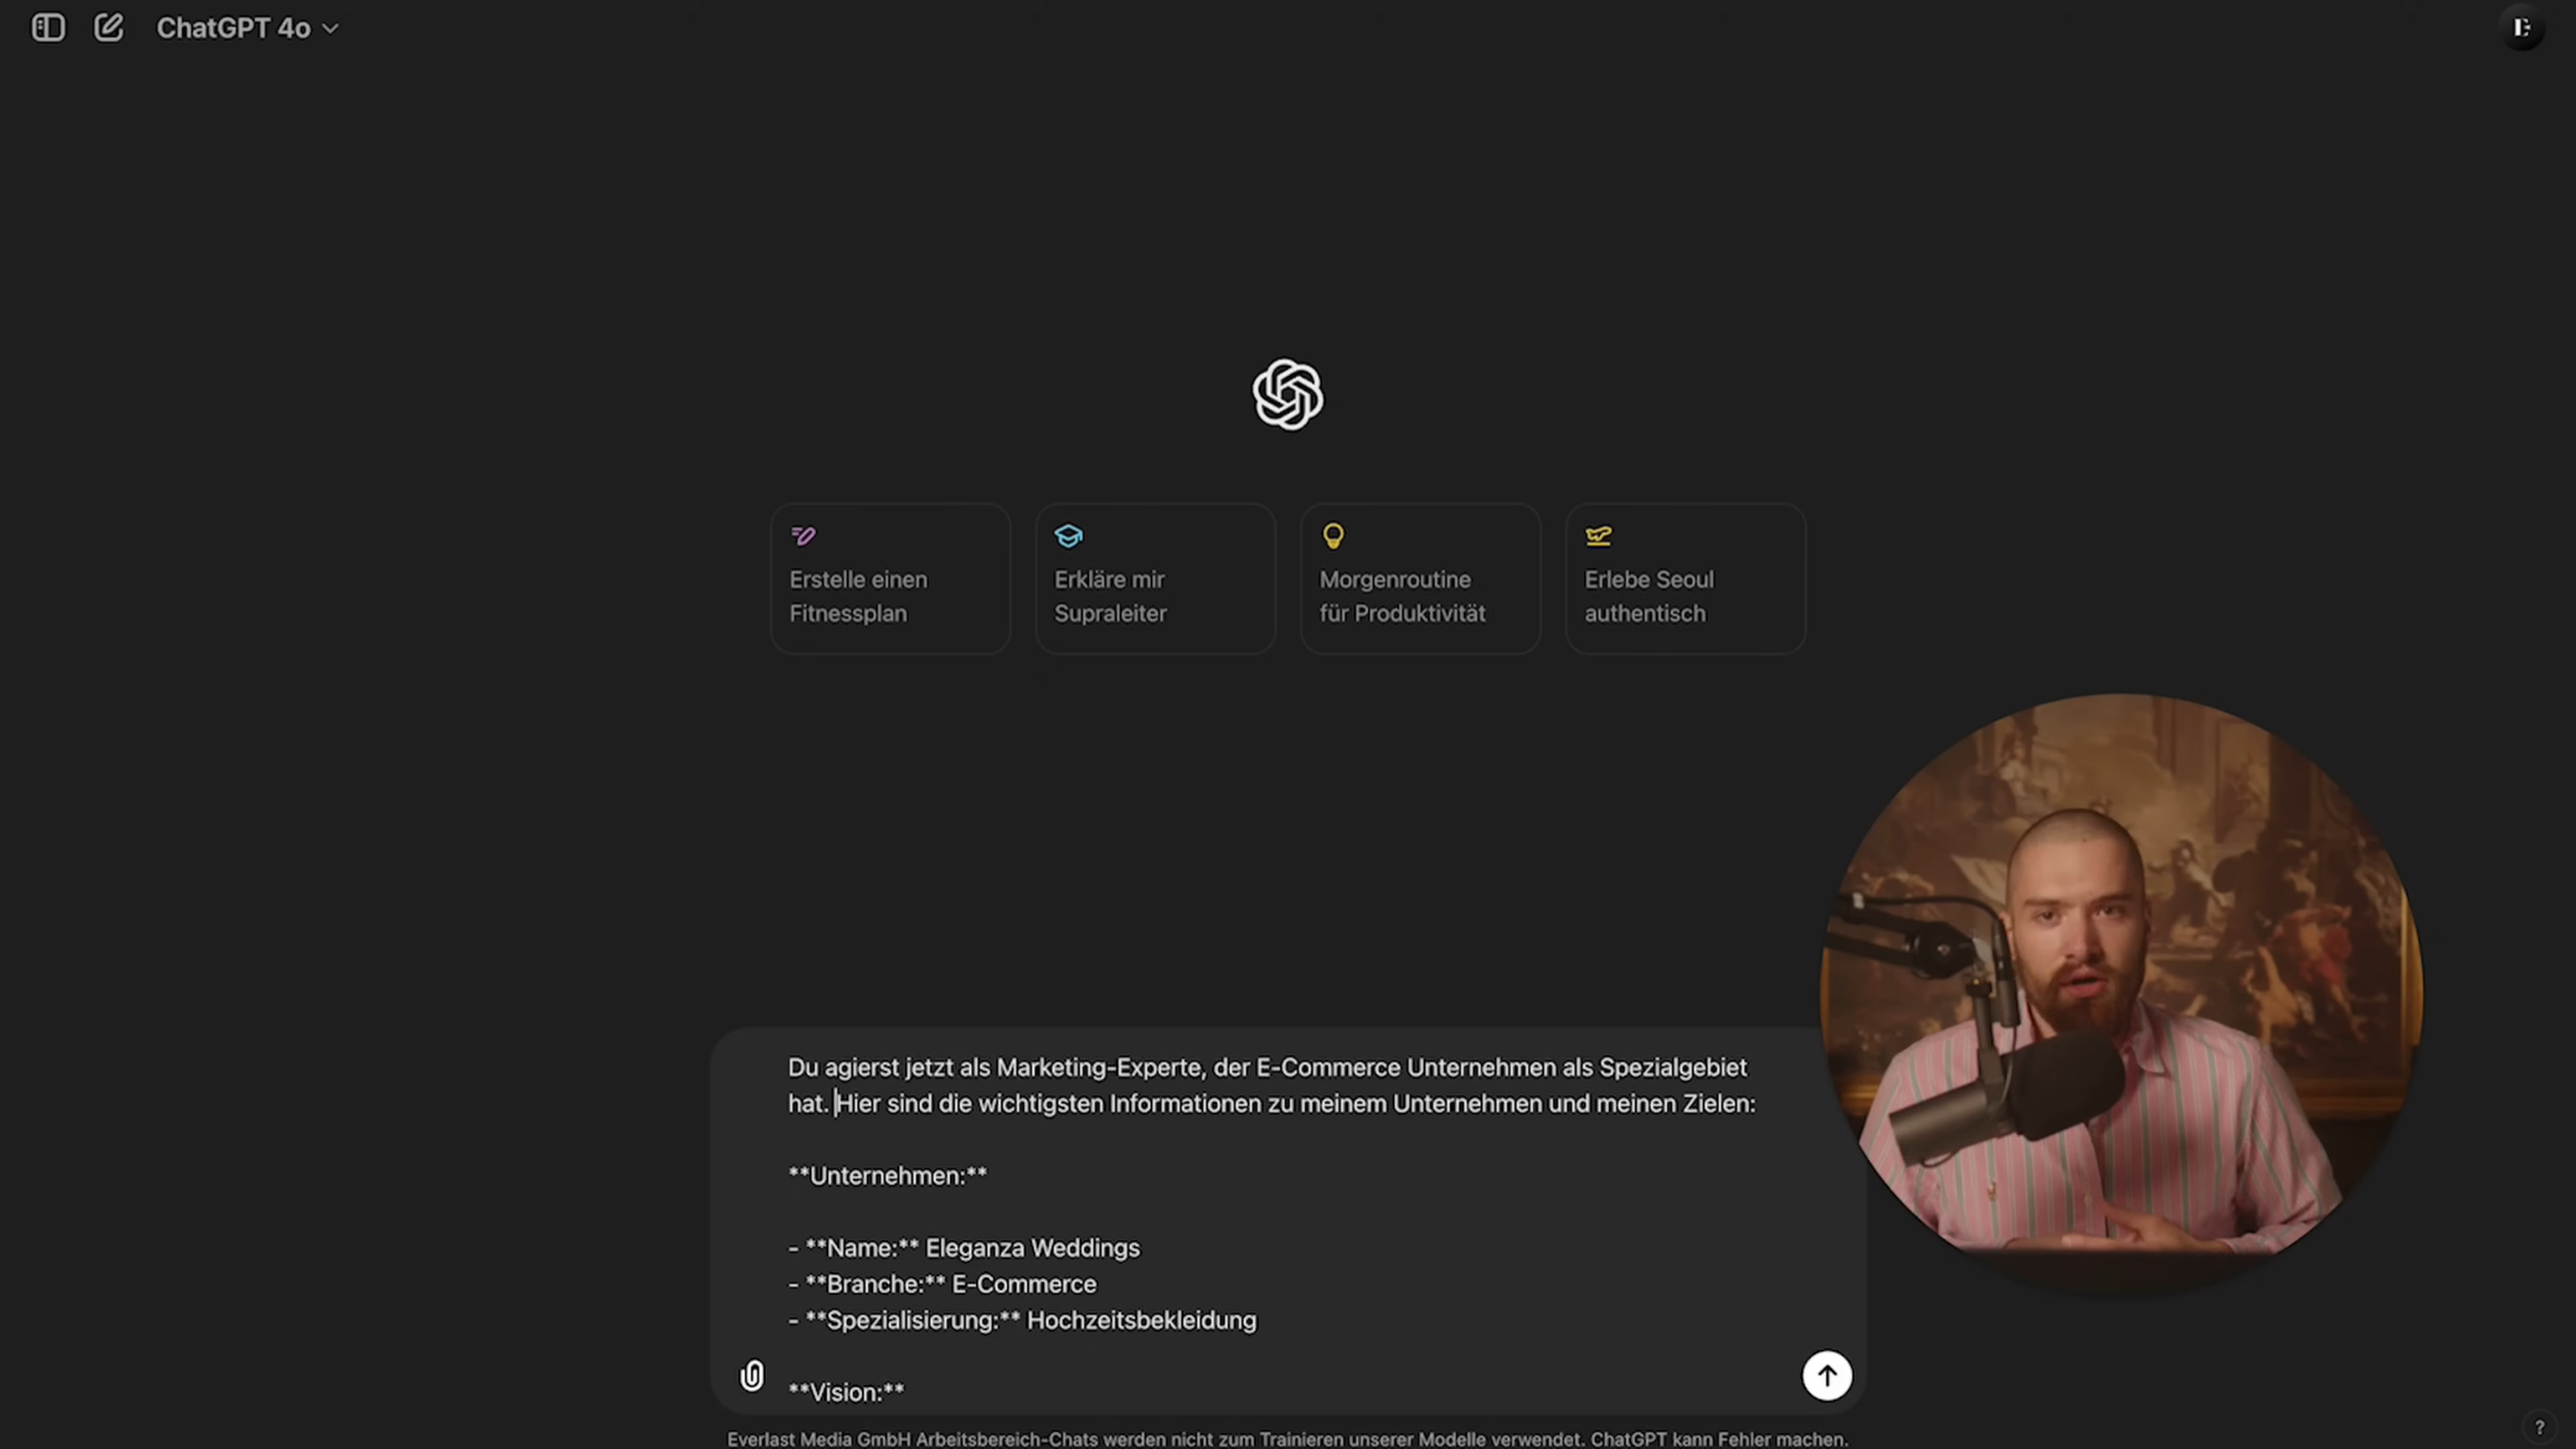 ChatGPT 4o
Erstelle einen
Fitnessplan
Erkläre mir
Supraleiter
Morgenroutine
für Produktivität
Erlebe Seoul
authentisch
Du agierst jetzt als Marketing-Experte, der E-Commerce Unternehmen als Spezialgebiet
hat. Hier sind die wichtigsten Informationen zu meinem Unternehmen und meinen Zielen:
**Unternehmen:**
- **Name:** Eleganza Weddings
- **Branche:** E-Commerce
- **Spezialisierung:** Hochzeitsbekleidung
**Vision:**
Everlast Media GmbH Arbeitsbereich-Chats werden nicht zum Trainieren unserer Modelle verwendet. ChatGPT kann Fehler machen.
?